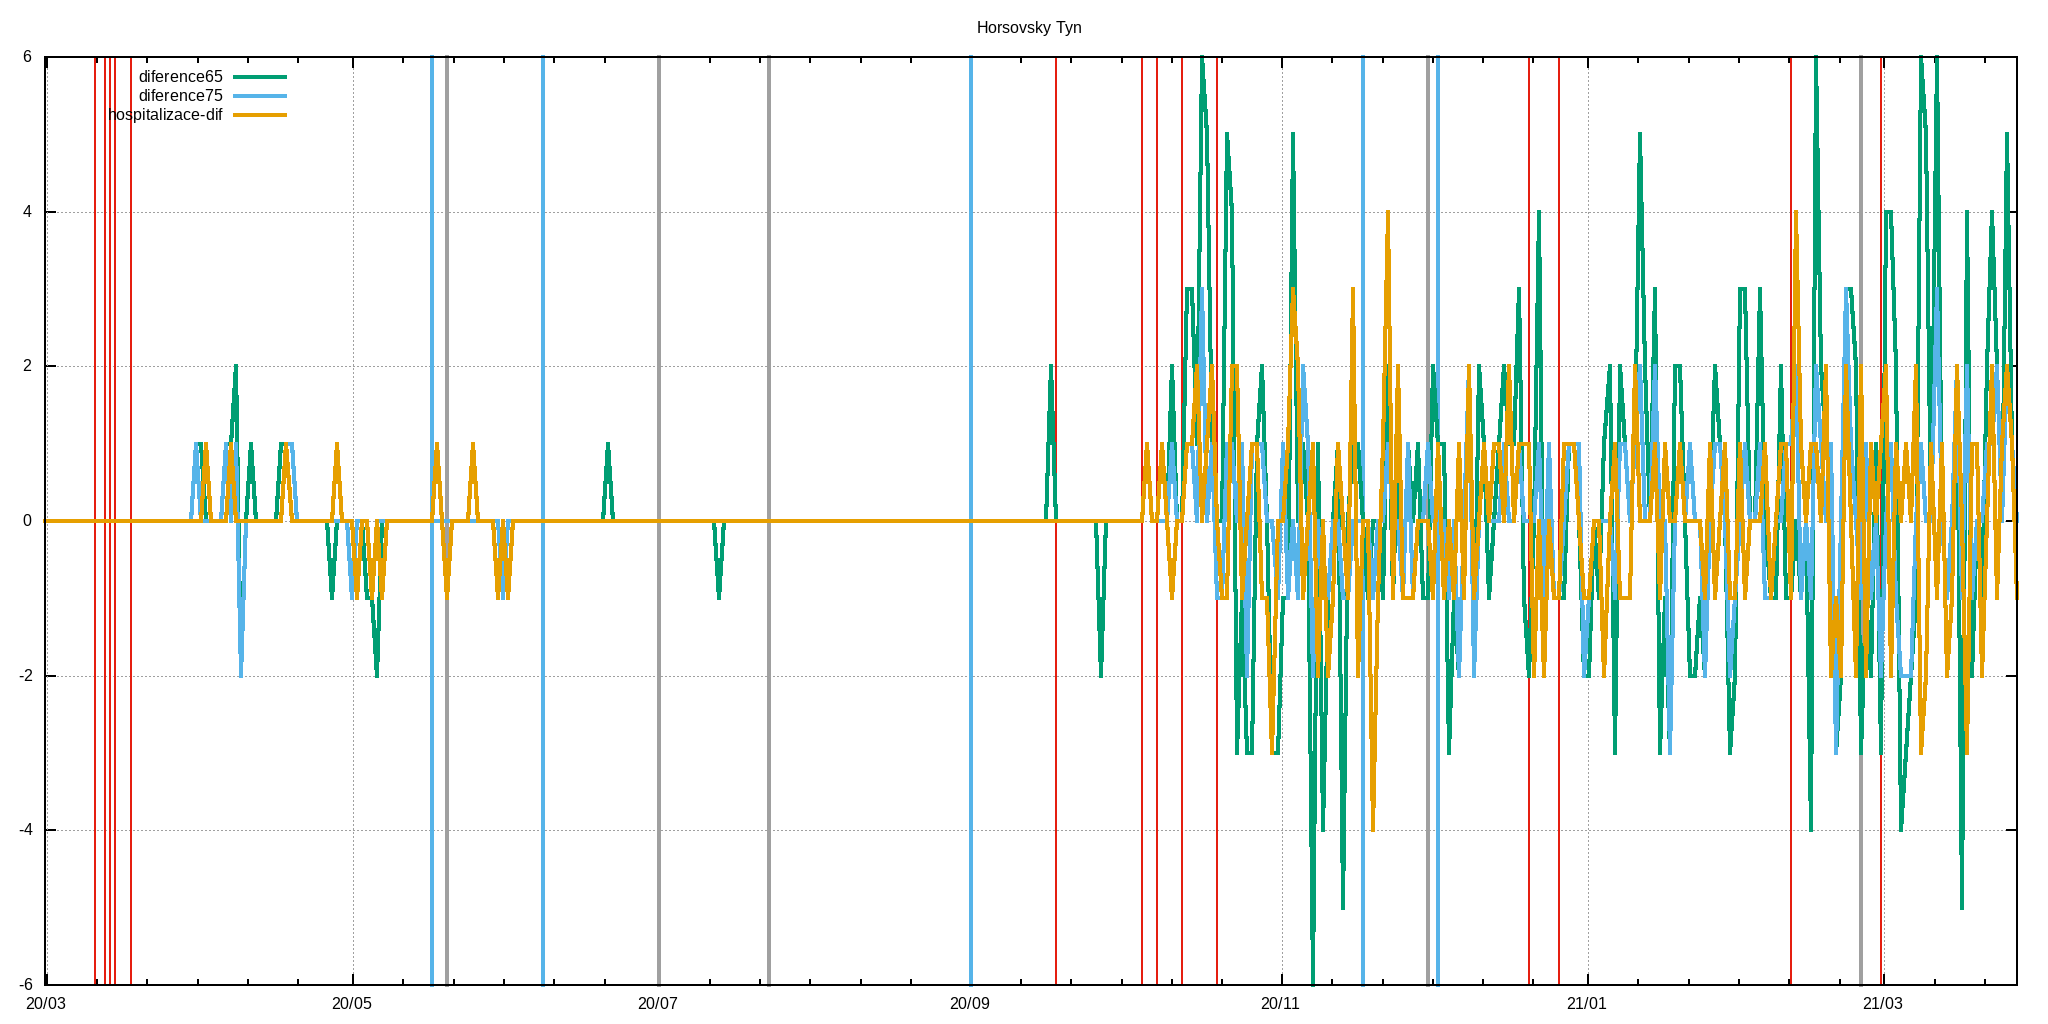 Horsovsky Tyn
6
diference65
diference75
hospitalizace-dif
4
2
0
-2
-4
-6
20/03 20/05 20/07 20/09 20/11 21/01 21/03